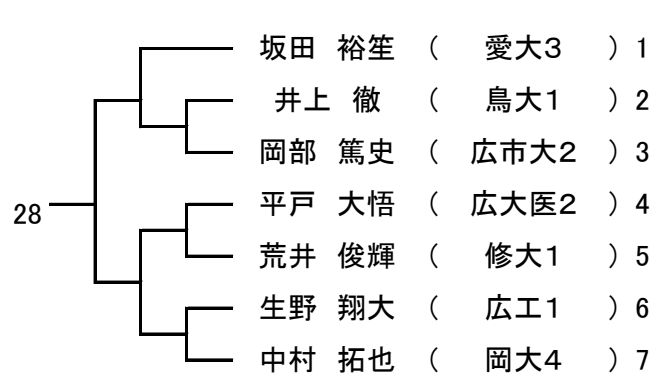 坂田 裕笙 ( 愛大3 ) 1
井上 徹 ( 鳥大1 ) 2
岡部 篤史 ( 広市大2 ) 3
平戸 大悟 ( 広大医2 ) 4
28
荒井 俊輝 ( 修大1 ) 5
生野 翔大 ( 広工1 ) 6
中村 拓也 ( 岡大4 ) 7